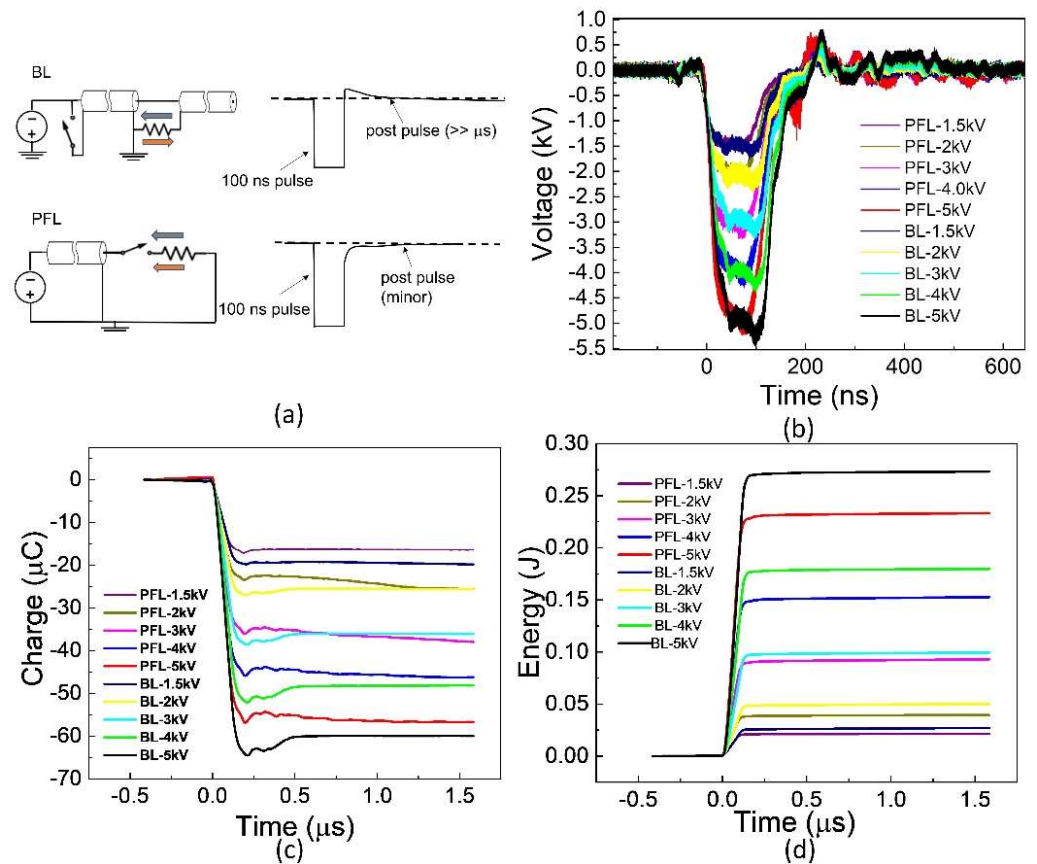 BL
post pulse (>> μs)
100 ns pulse
PFL
post pulse
(minor)
100 ns pulse
(a)
1.0
0.5
0.0
-0.5
-1.0
-1.5
-2.0
-2.5
-3.0
-3.5
-4.0
-4.5
-5.0
-5.5
Voltage (kV)
PFL-1.5kV
PFL-2kV
PFL-3kV
PFL-4.0kV
PFL-5kV
BL-1.5kV
BL-2kV
BL-3kV
BL-4kV
BL-5kV
0 200 400 600
Time (ns)
(b)
0
-10
-20
-30
-40
-50
-60
-70
Charge (μC)
PFL-1.5kV
PFL-2kV
PFL-3kV
PFL-4kV
PFL-5kV
BL-1.5kV
BL-2kV
BL-3kV
BL-4kV
BL-5kV
-0.5 0.0 0.5 1.0 1.5
Time (μs)
(c)
0.30
0.25
0.20
0.15
0.10
0.05
0.00
Energy (J)
PFL-1.5kV
PFL-2kV
PFL-3kV
PFL-4kV
PFL-5kV
BL-1.5kV
BL-2kV
BL-3kV
BL-4kV
BL-5kV
-0.5 0.0 0.5 1.0 1.5
Time (μs)
(d)